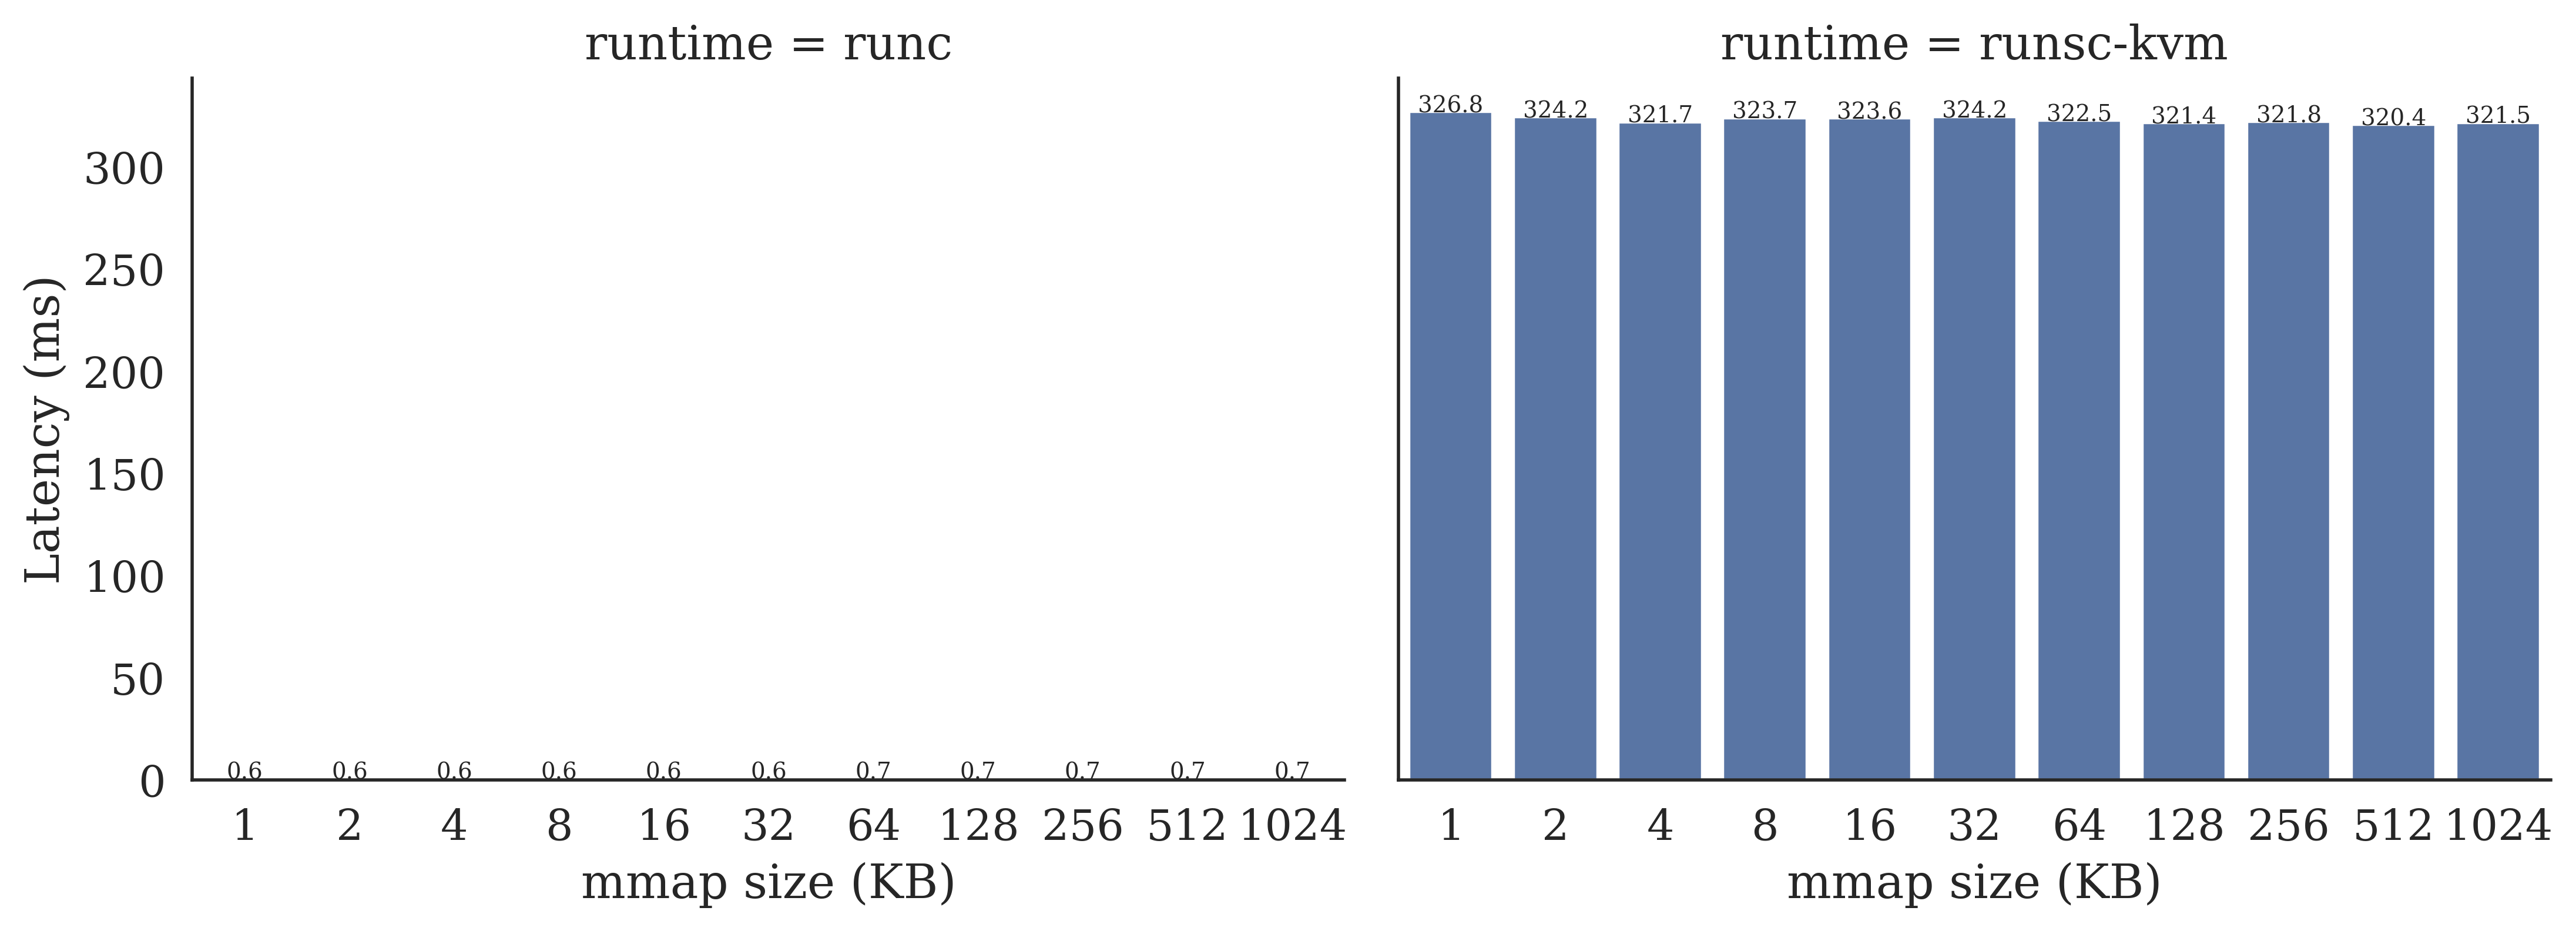 runtime = runc
runtime = runsc-kvm
Latency (ms)
300
250
200
150
100
50
0
0.6 0.6 0.6 0.6 0.6 0.6 0.7 0.7 0.7 0.7 0.7
1 2 4 8 16 32 64 128 256 512 1024
mmap size (KB)
326.8 324.2 321.7 323.7 323.6 324.2 322.5 321.4 321.8 320.4 321.5
1 2 4 8 16 32 64 128 256 512 1024
mmap size (KB)